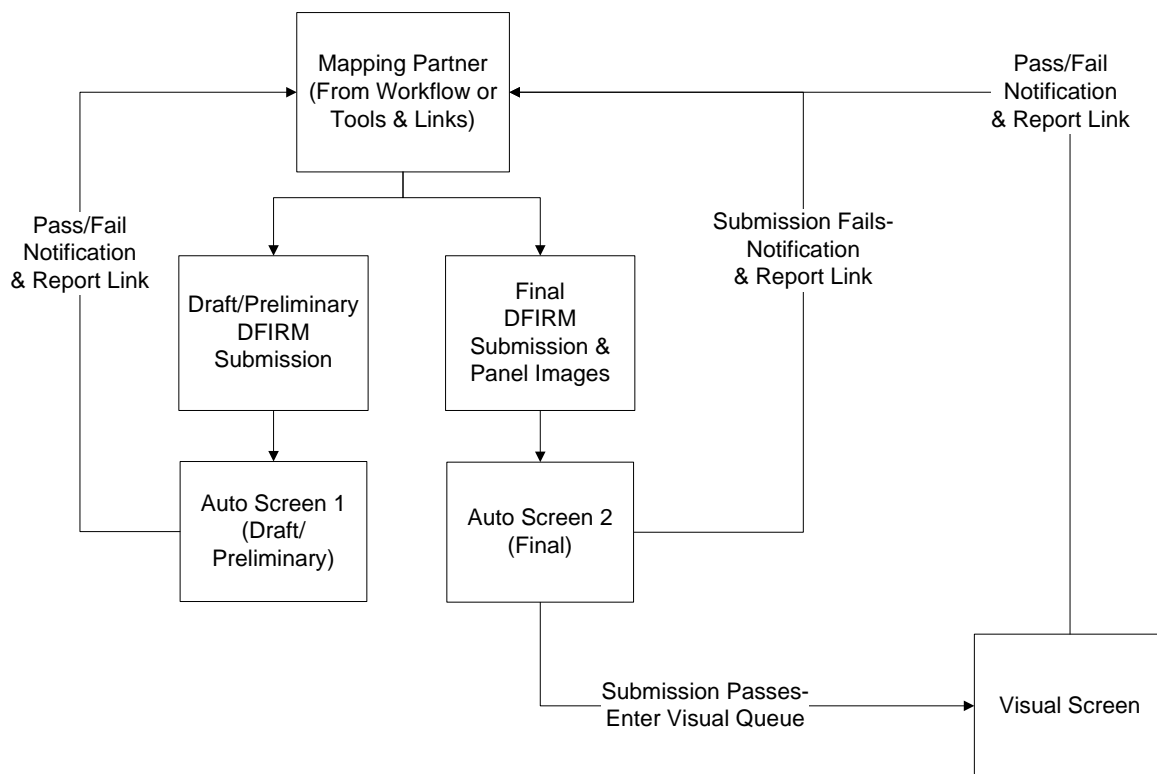 Mapping Partner
(From Workflow or
Tools & Links)
Pass/Fail
Notification
& Report Link
Pass/Fail
Notification
& Report Link
Submission Fails-
Notification
& Report Link
Draft/Preliminary
DFIRM
Submission
Final
DFIRM
Submission &
Panel Images
Auto Screen 1
(Draft/
Preliminary)
Auto Screen 2
(Final)
Submission Passes-
Enter Visual Queue
Visual Screen